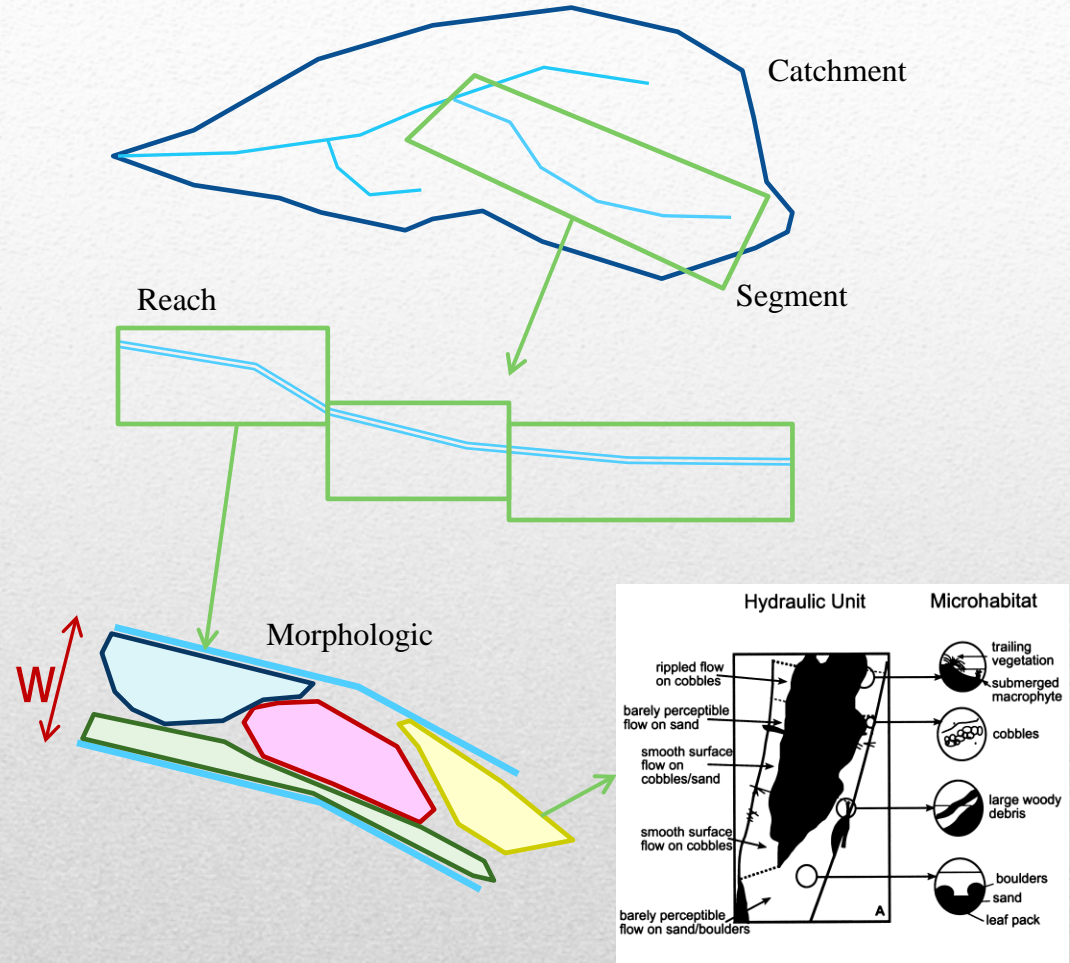 Catchment
Segment
Reach
Morphologic
W
Hydraulic Unit
Microhabitat
rippled flow
on cobbles
barely perceptible
flow on sand
smooth surface
flow on
cobbles/sand
smooth surface
flow on cobbles
barely perceptible
flow on sand/boulders
A
trailing
vegetation
submerged
macrophyte
cobbles
large woody
debris
boulders
sand
leaf pack